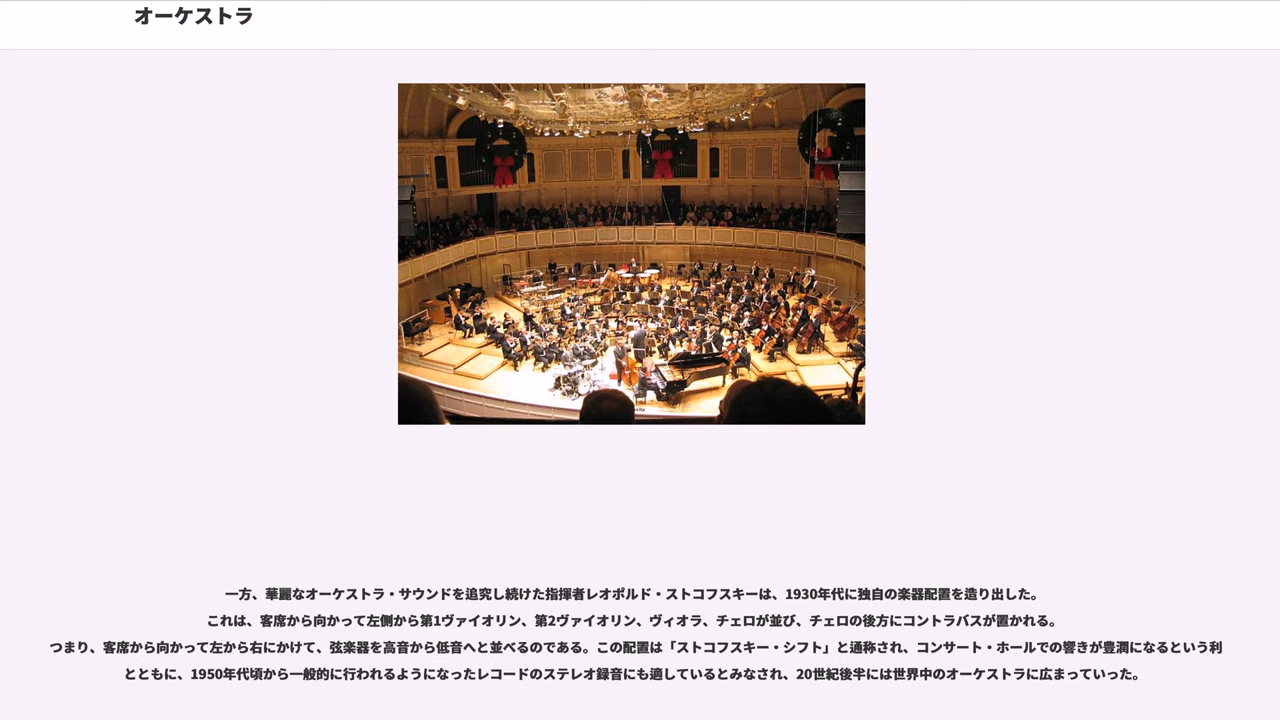 オーケストラ
一方、華麗なオーケストラ・サウンドを追究し続けた指揮者レオポルド・ストコフスキーは、1930年代に独自の楽器配置を造り出した。
これは、客席から向かって左側から第1ヴァイオリン、第2ヴァイオリン、ヴィオラ、チェロが並び、チェロの後方にコントラバスが置かれる。
つまり、客席から向かって左から右にかけて、弦楽器を高音から低音へと並べるのである。この配置は「ストコフスキー・シフト」と通称され、コンサート・ホールでの響きが豊潤になるという利
とともに、1950年代頃から一般的に行われるようになったレコードのステレオ録音にも適しているとみなされ、20世紀後半には世界中のオーケストラに広まっていった。